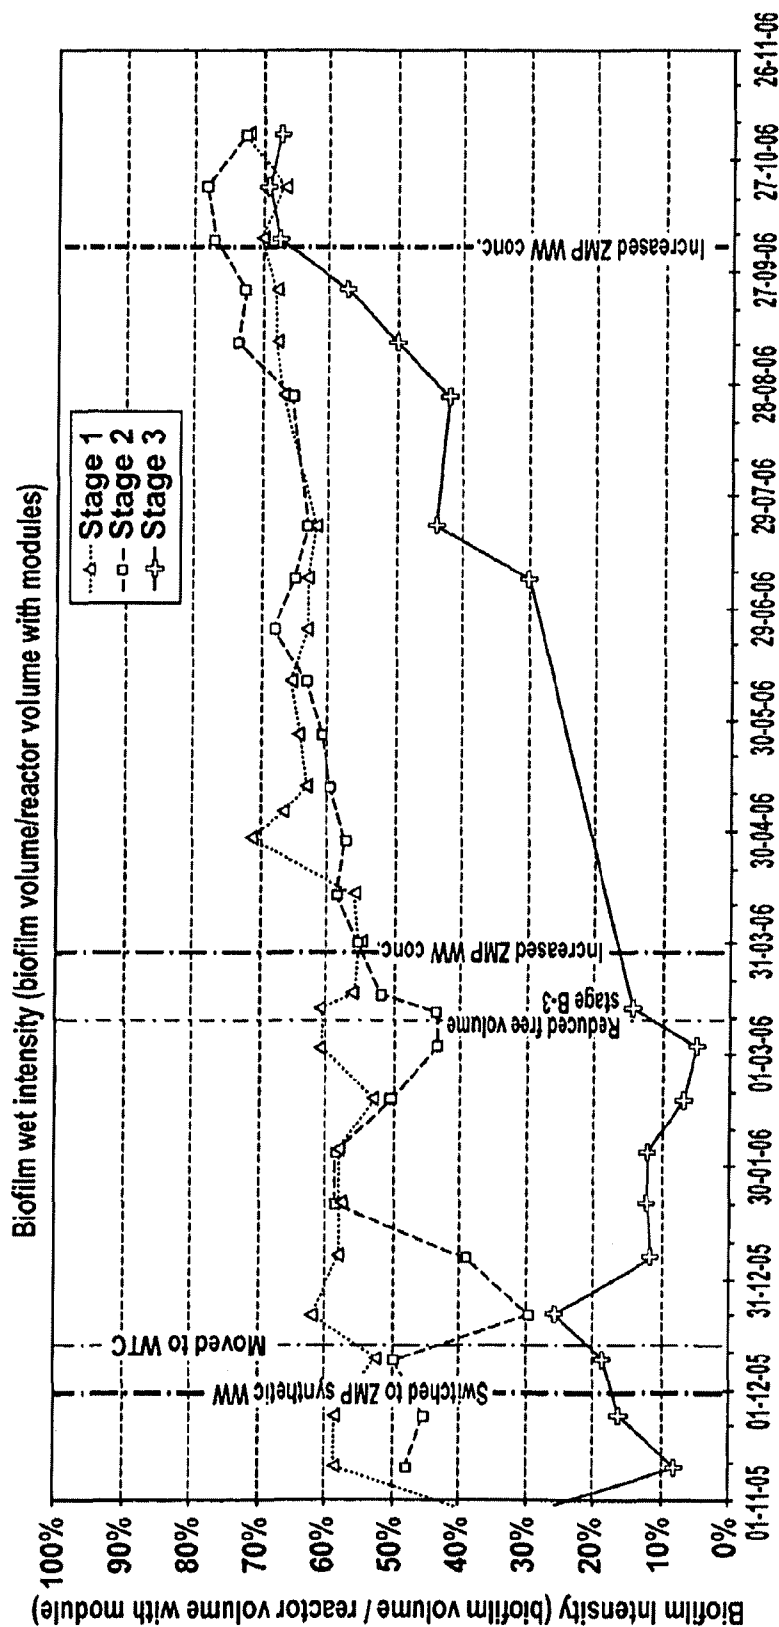 Biofilm wet intensity (biofilm volume/reactor volume with modules)
Biofilm Intensity (biofilm volume / reactor volume with module)
100%
90%
80%
70%
60%
50%
40%
30%
20%
10%
0%
Stage 1
Stage 2
Stage 3
Switched to ZMP synthetic WW
Moved to WTC
Reduced free volume
stage B-3
Increased ZMP WW conc.
Increased ZMP WW conc.
01-11-05
01-12-05
31-12-05
30-01-06
01-03-06
31-03-06
30-04-06
30-05-06
29-06-06
29-07-06
28-08-06
27-09-06
27-10-06
26-11-06